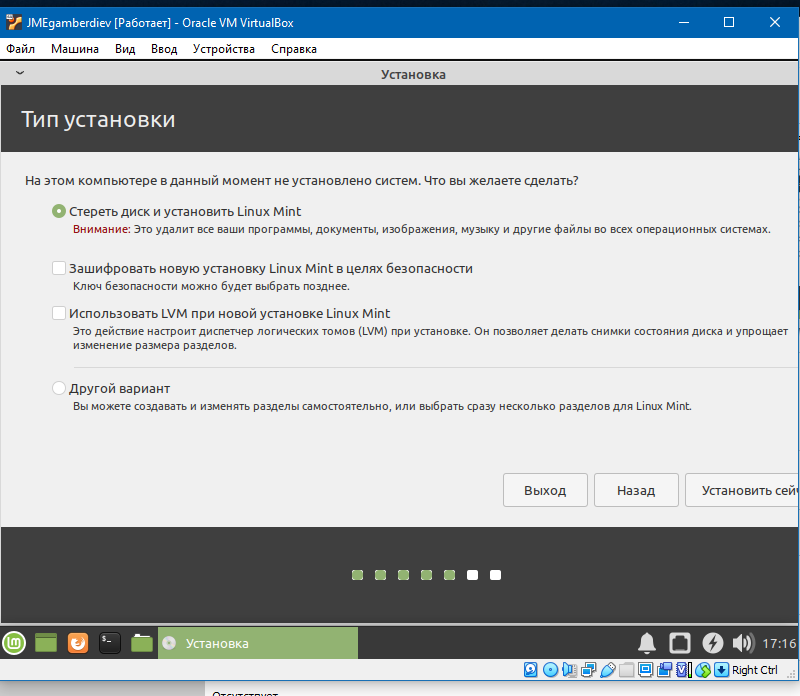 JMEgamberdiev [Работает] - Oracle VM VirtualBox
Файл Машина Вид Ввод Устройства Справка
Установка
Тип установки
На этом компьютере в данный момент не установлено систем. Что вы желаете сделать?
Стереть диск и установить Linux Mint
Внимание: Это удалит все ваши программы, документы, изображения, музыку и другие файлы во всех операционных системах.
Зашифровать новую установку Linux Mint в целях безопасности
Ключ безопасности можно будет выбрать позднее.
Использовать LVM при новой установке Linux Mint
Это действие настроит диспетчер логических томов (LVM) при установке. Он позволяет делать снимки состояния диска и упрощает
изменение размера разделов.
Другой вариант
Вы можете создавать и изменять разделы самостоятельно, или выбрать сразу несколько разделов для Linux Mint.
Выход Назад Установить сейч
Установка 17:16
Right Ctrl
Отсутствует